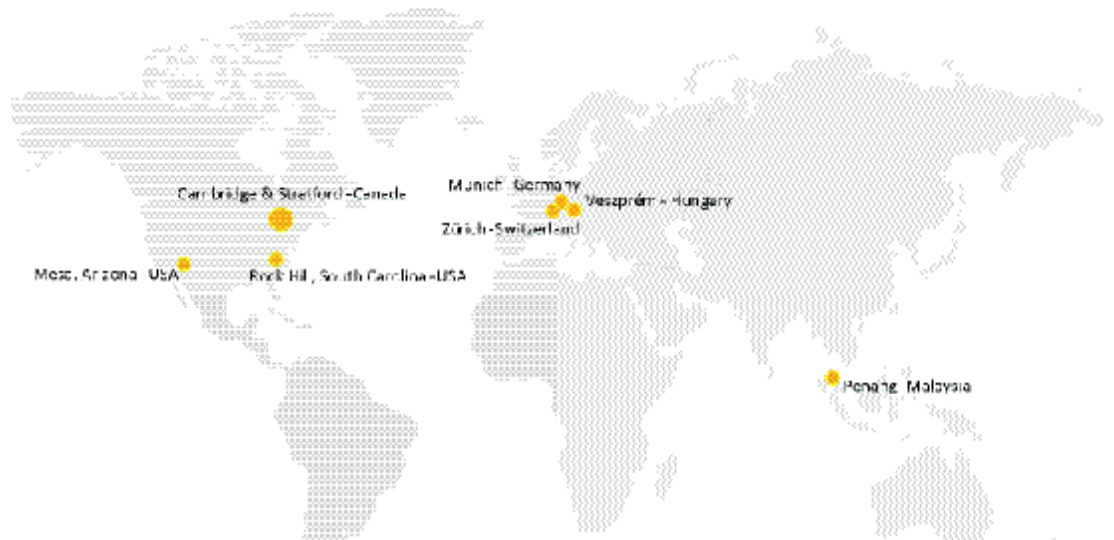 Cambridge & Stratford -Canada
Munich Germany
Veszprém - Hungary
Zürich -Switzerland
Mesa, Arizona USA
Rock Hill, South Carolina -USA
Penang Malaysia